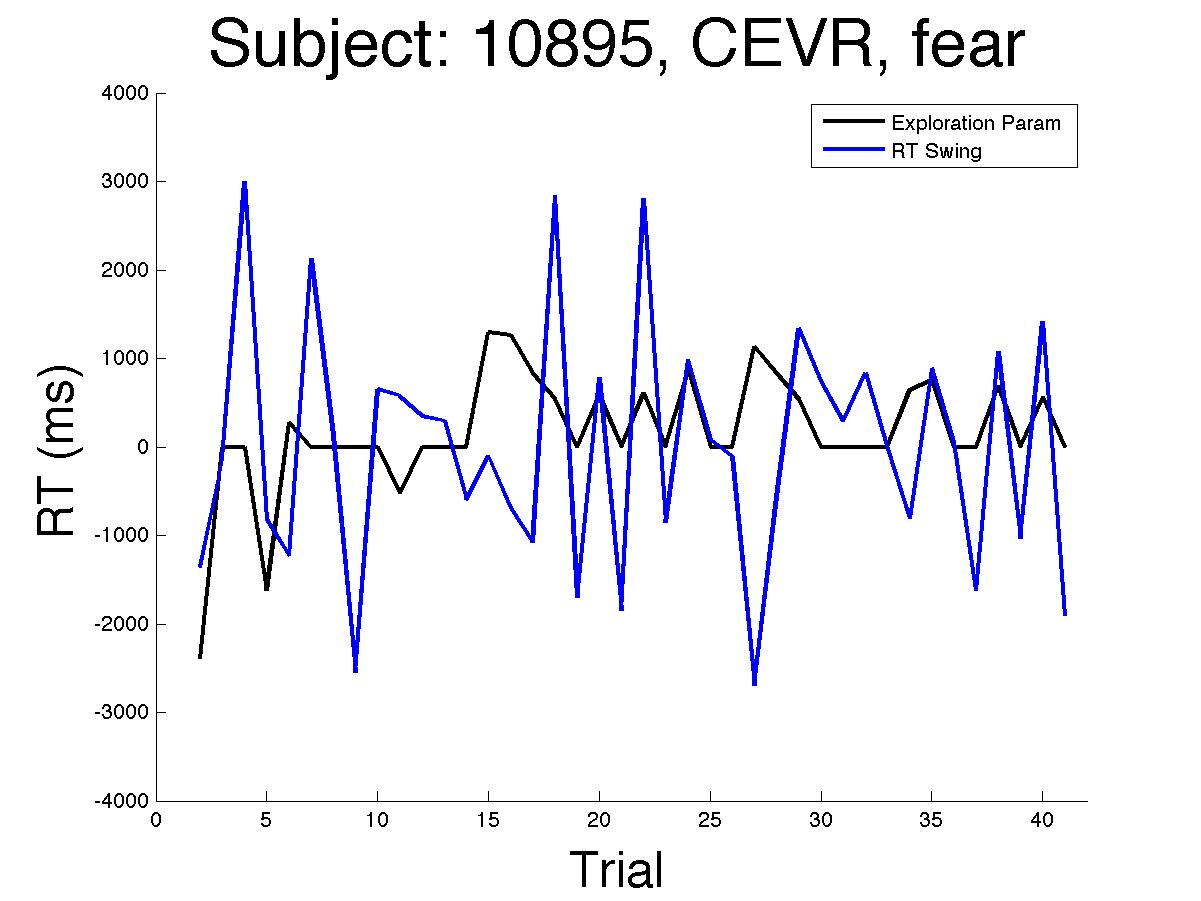 Subject: 10895, CEVR, fear
Exploration Param
RT Swing
4000
3000
2000
1000
0
-1000
-2000
-3000
-4000
RT (ms)
0 5 10 15 20 25 30 35 40
Trial